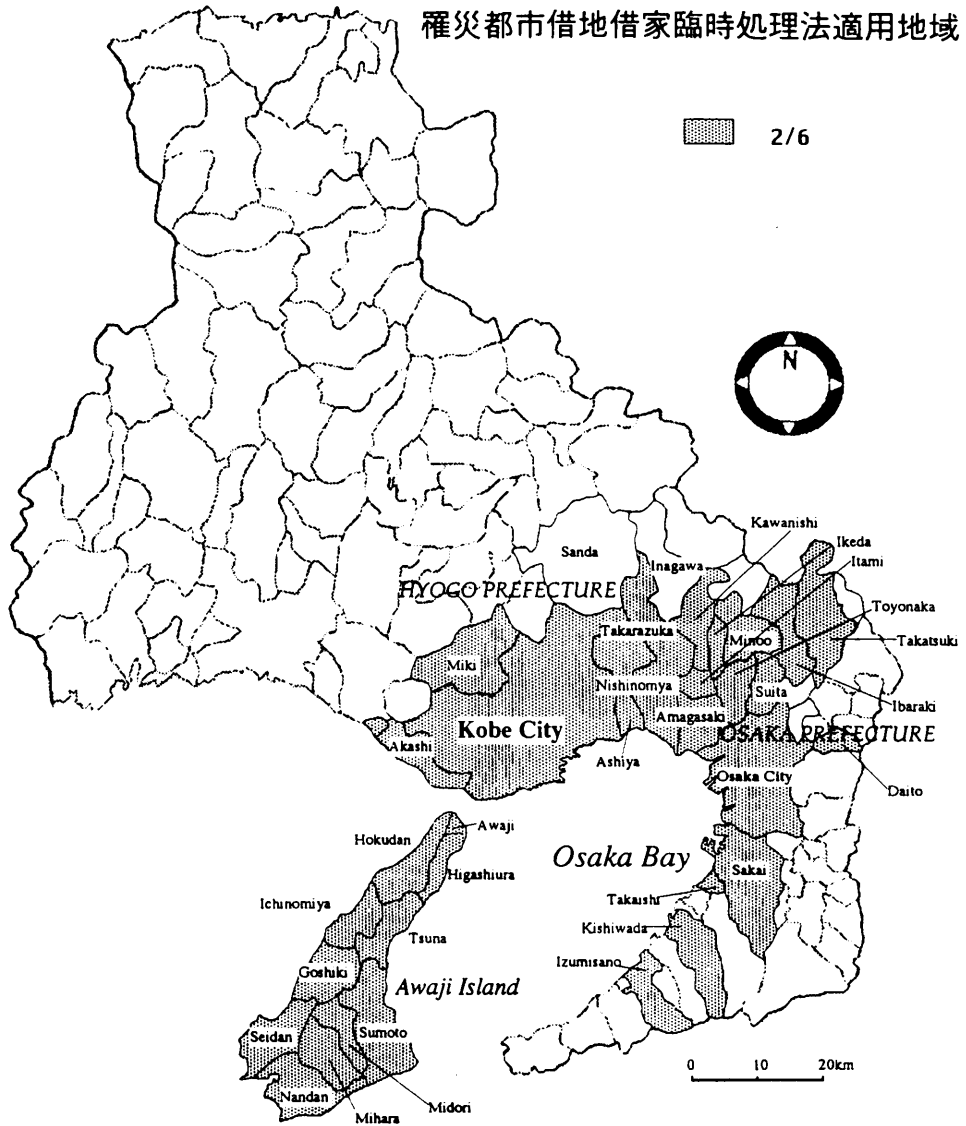 罹災都市借地借家臨時処理法適用地域
2/6
N
Kawanishi
Ikeda
Itami
Sanda
Inagawa
HYOGO PREFECTURE
Toyonaka
Takarazuka
Minoo
Takatsuki
Miki
Nishinomya
Suita
Ibaraki
Amagasaki
Kobe City
OSAKA PREFECTURE
Akashi
Ashiya
Osaka City
Daito
Awaji
Hokudan
Osaka Bay
Sakai
Higashiura
Takaishi
Ichinomiya
Kishiwada
Tsuna
Izumisano
Goshiki
Awaji Island
Seidan
Sumoto
0 10 20km
Nandan
Midori
Mihara